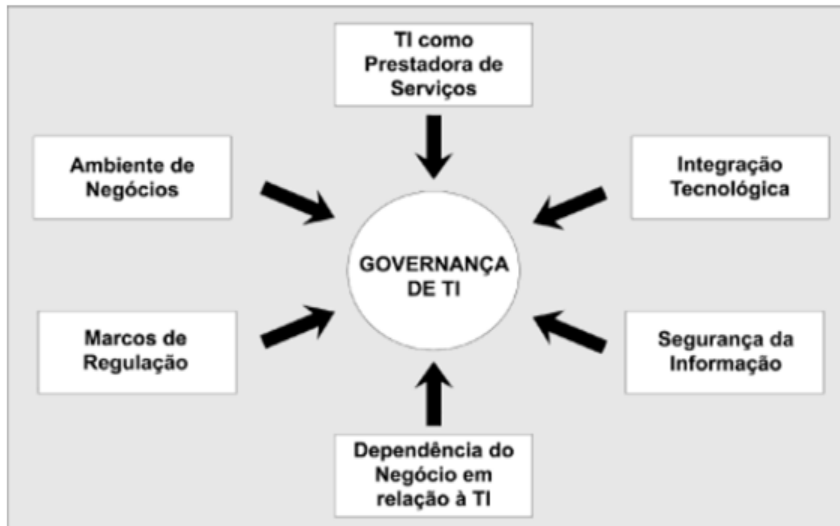 TI como
Prestadora de
Serviços
Ambiente de
Negócios
Integração
Tecnológica
GOVERNANÇA
DE TI
Marcos de
Regulação
Segurança da
Informação
Dependência do
Negócio em
relação à TI